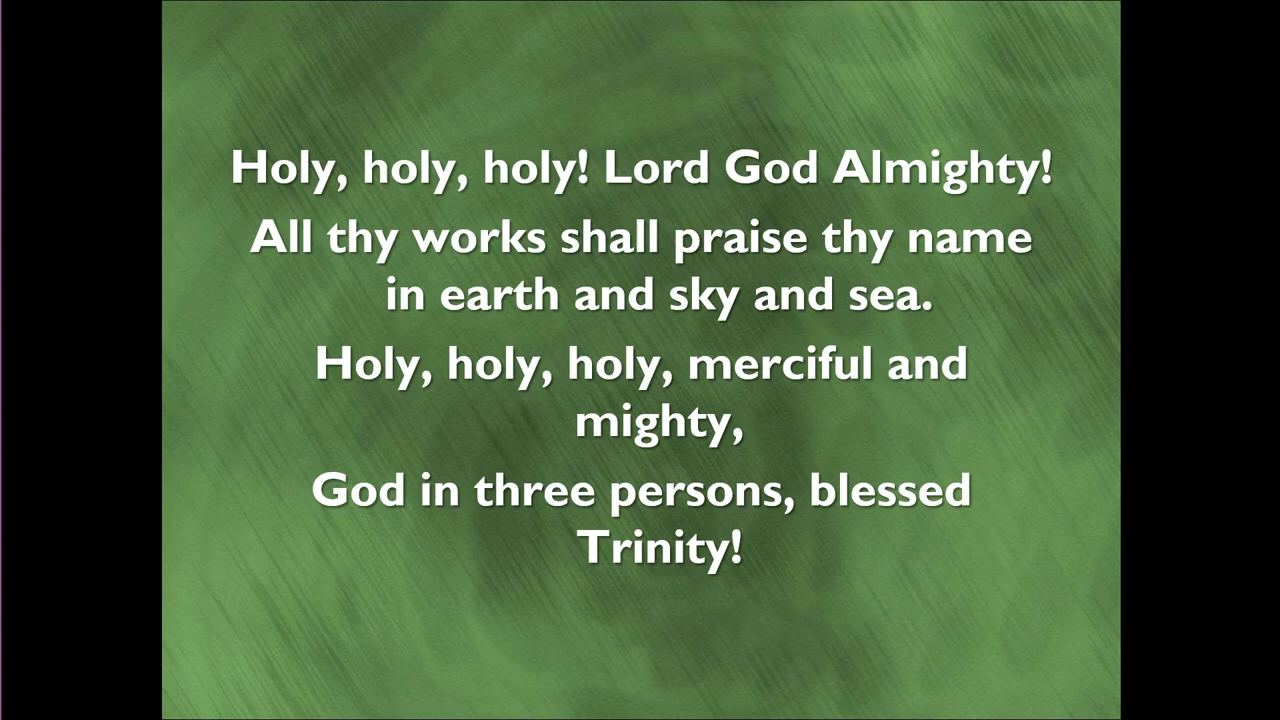 Holy, holy, holy! Lord God Almighty!
All thy works shall praise thy name
in earth and sky and sea.
Holy, holy, holy, merciful and
mighty,
God in three persons, blessed
Trinity!